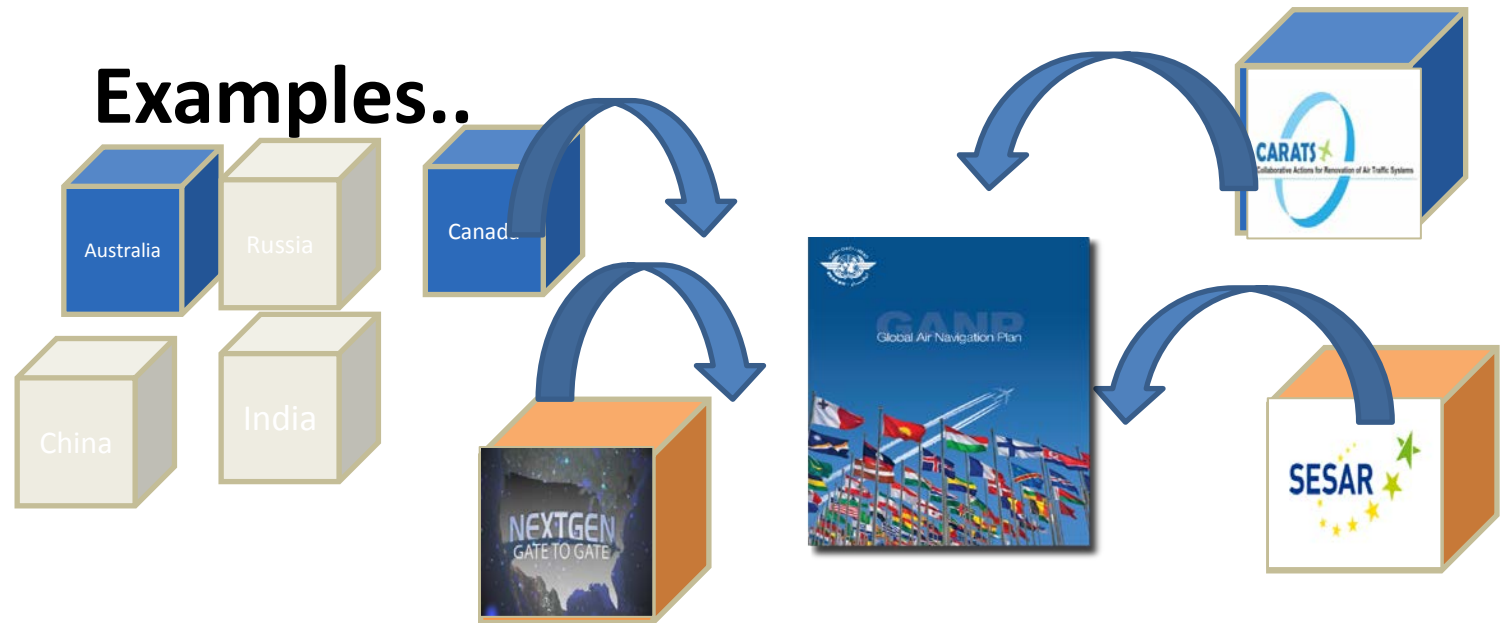 Examples..
Australia
Russia
Canada
China
India
NEXTGEN
GATE TO GATE
GANP
Global Air Navigation Plan
CARATS
Collaborative Actions for Renovation of Air Traffic Systems
SESAR